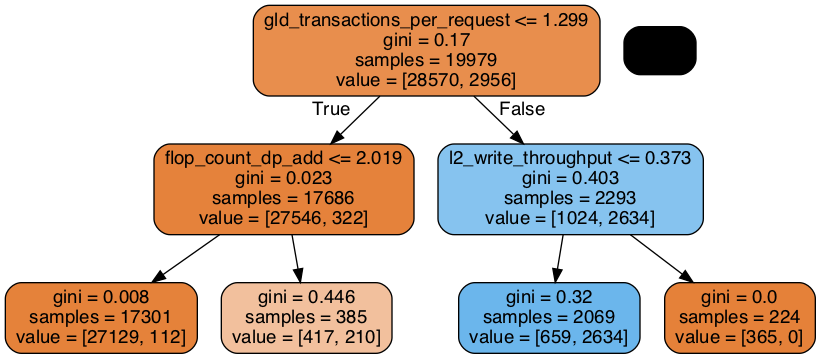 gld_transactions_per_request <= 1.299
gini = 0.17
samples = 19979
value = [28570, 2956]
True
False
flop_count_dp_add <= 2.019
gini = 0.023
samples = 17686
value = [27546, 322]
l2_write_throughput <= 0.373
gini = 0.403
samples = 2293
value = [1024, 2634]
gini = 0.008
samples = 17301
value = [27129, 112]
gini = 0.446
samples = 385
value = [417, 210]
gini = 0.32
samples = 2069
value = [659, 2634]
gini = 0.0
samples = 224
value = [365, 0]